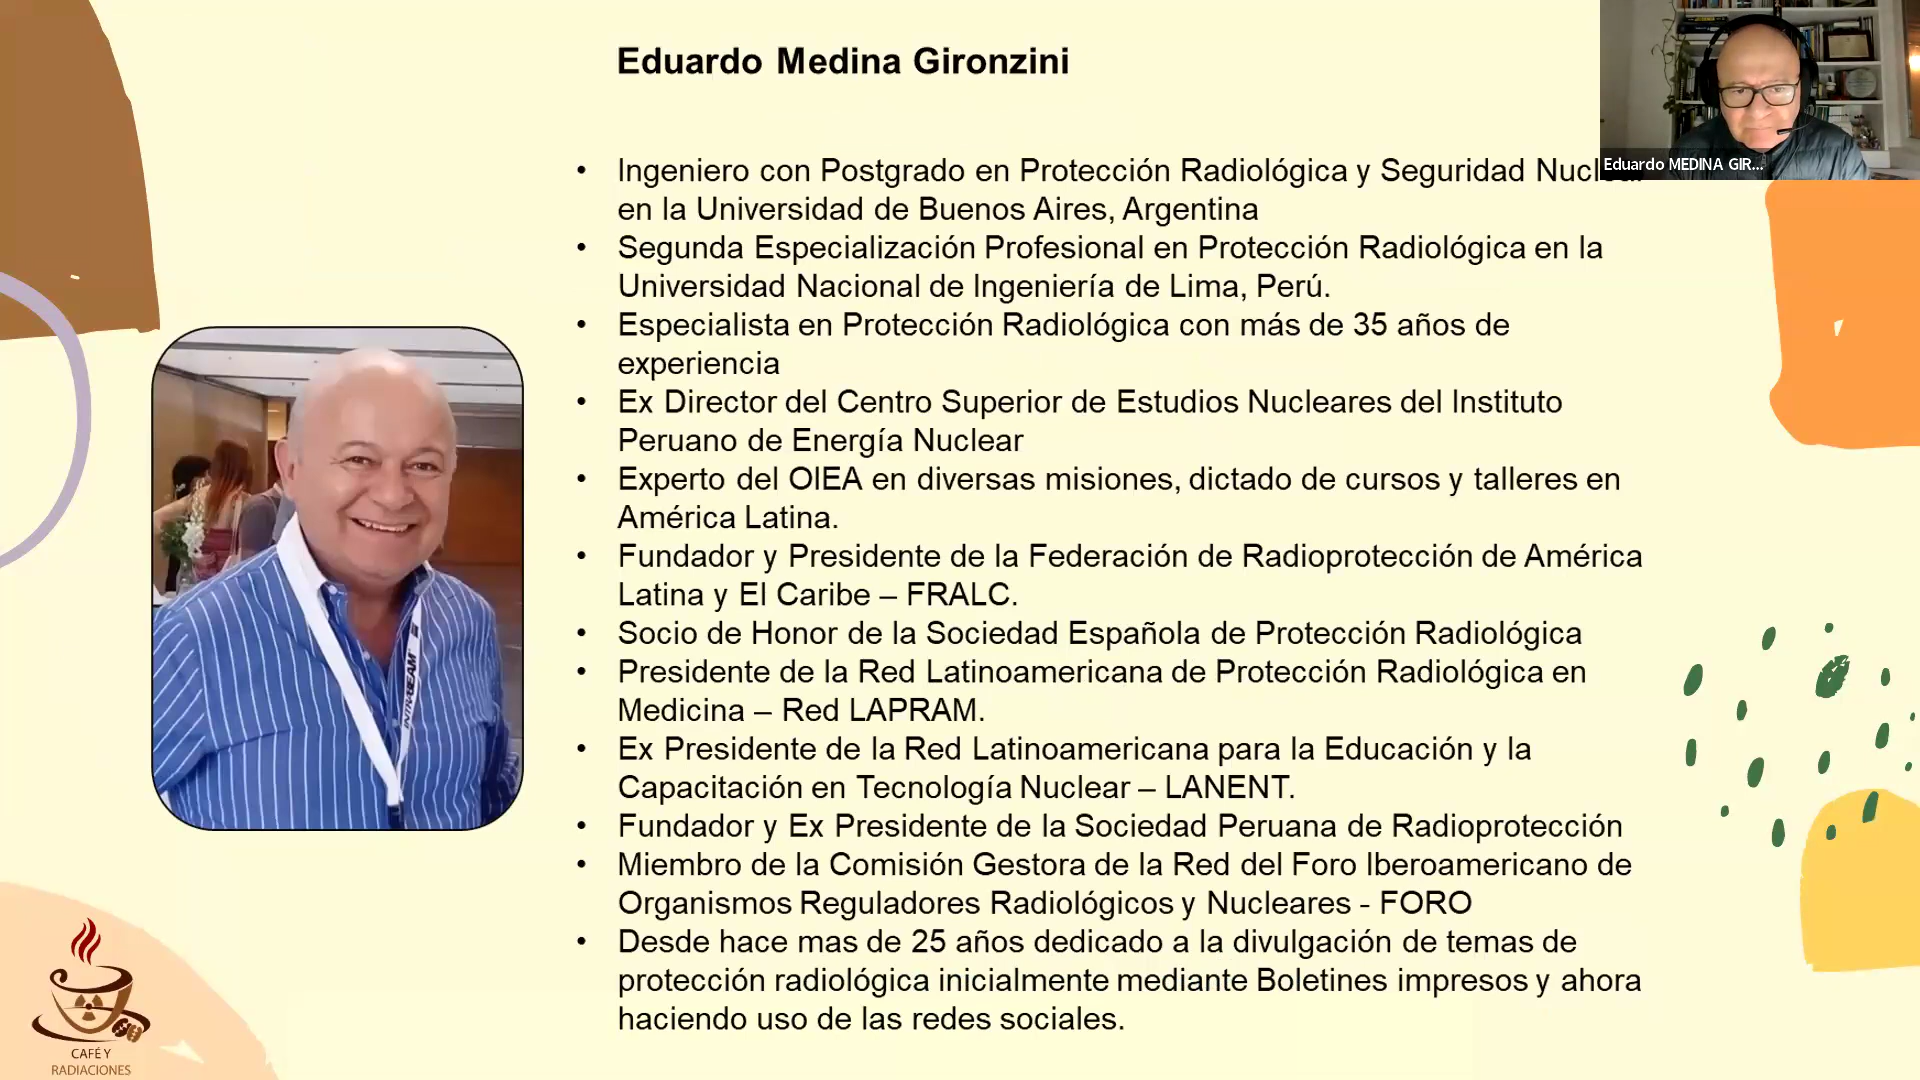 Eduardo Medina Gironzini
Eduardo MEDINA GIR...
• Ingeniero con Postgrado en Protección Radiológica y Seguridad
en la Universidad de Buenos Aires, Argentina
• Segunda Especialización Profesional en Protección Radiológica en la
Universidad Nacional de Ingeniería de Lima, Perú.
• Especialista en Protección Radiológica con más de 35 años de
experiencia
• Ex Director del Centro Superior de Estudios Nucleares del Instituto
Peruano de Energía Nuclear
• Experto del OIEA en diversas misiones, dictado de cursos y talleres en
América Latina.
• Fundador y Presidente de la Federación de Radioprotección de América
Latina y El Caribe – FRALC.
• Socio de Honor de la Sociedad Española de Protección Radiológica
• Presidente de la Red Latinoamericana de Protección Radiológica en
Medicina – Red LAPRAM.
• Ex Presidente de la Red Latinoamericana para la Educación y la
Capacitación en Tecnología Nuclear – LANENT.
• Fundador y Ex Presidente de la Sociedad Peruana de Radioprotección
• Miembro de la Comisión Gestora de la Red del Foro Iberoamericano de
Organismos Reguladores Radiológicos y Nucleares - FORO
• Desde hace mas de 25 años dedicado a la divulgación de temas de
protección radiológica inicialmente mediante Boletines impresos y ahora
haciendo uso de las redes sociales.
INTRABEAM
CAFÉ Y
RADIACIONES